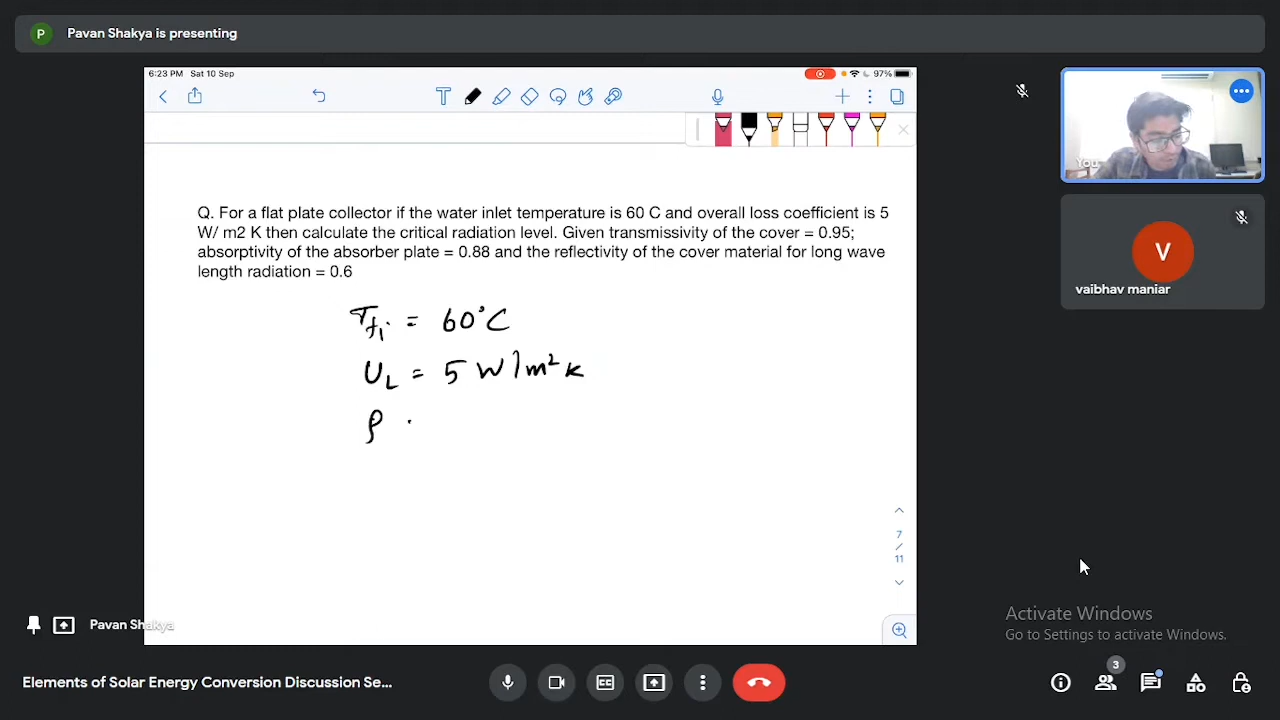 P Pavan Shakya is presenting
6:23 PM Sat 10 Sep
97%
Q. For a flat plate collector if the water inlet temperature is 60 C and overall loss coefficient is 5
W/ m2 K then calculate the critical radiation level. Given transmissivity of the cover = 0.95;
absorptivity of the absorber plate = 0.88 and the reflectivity of the cover material for long wave
length radiation = 0.6
Tfi = 60°C
UL = 5 W/m²K
ρ
7
/
11
You
V
vaibhav maniar
Pavan Shakya
Activate Windows
Go to Settings to activate Windows.
Elements of Solar Energy Conversion Discussion Se...
CC
3